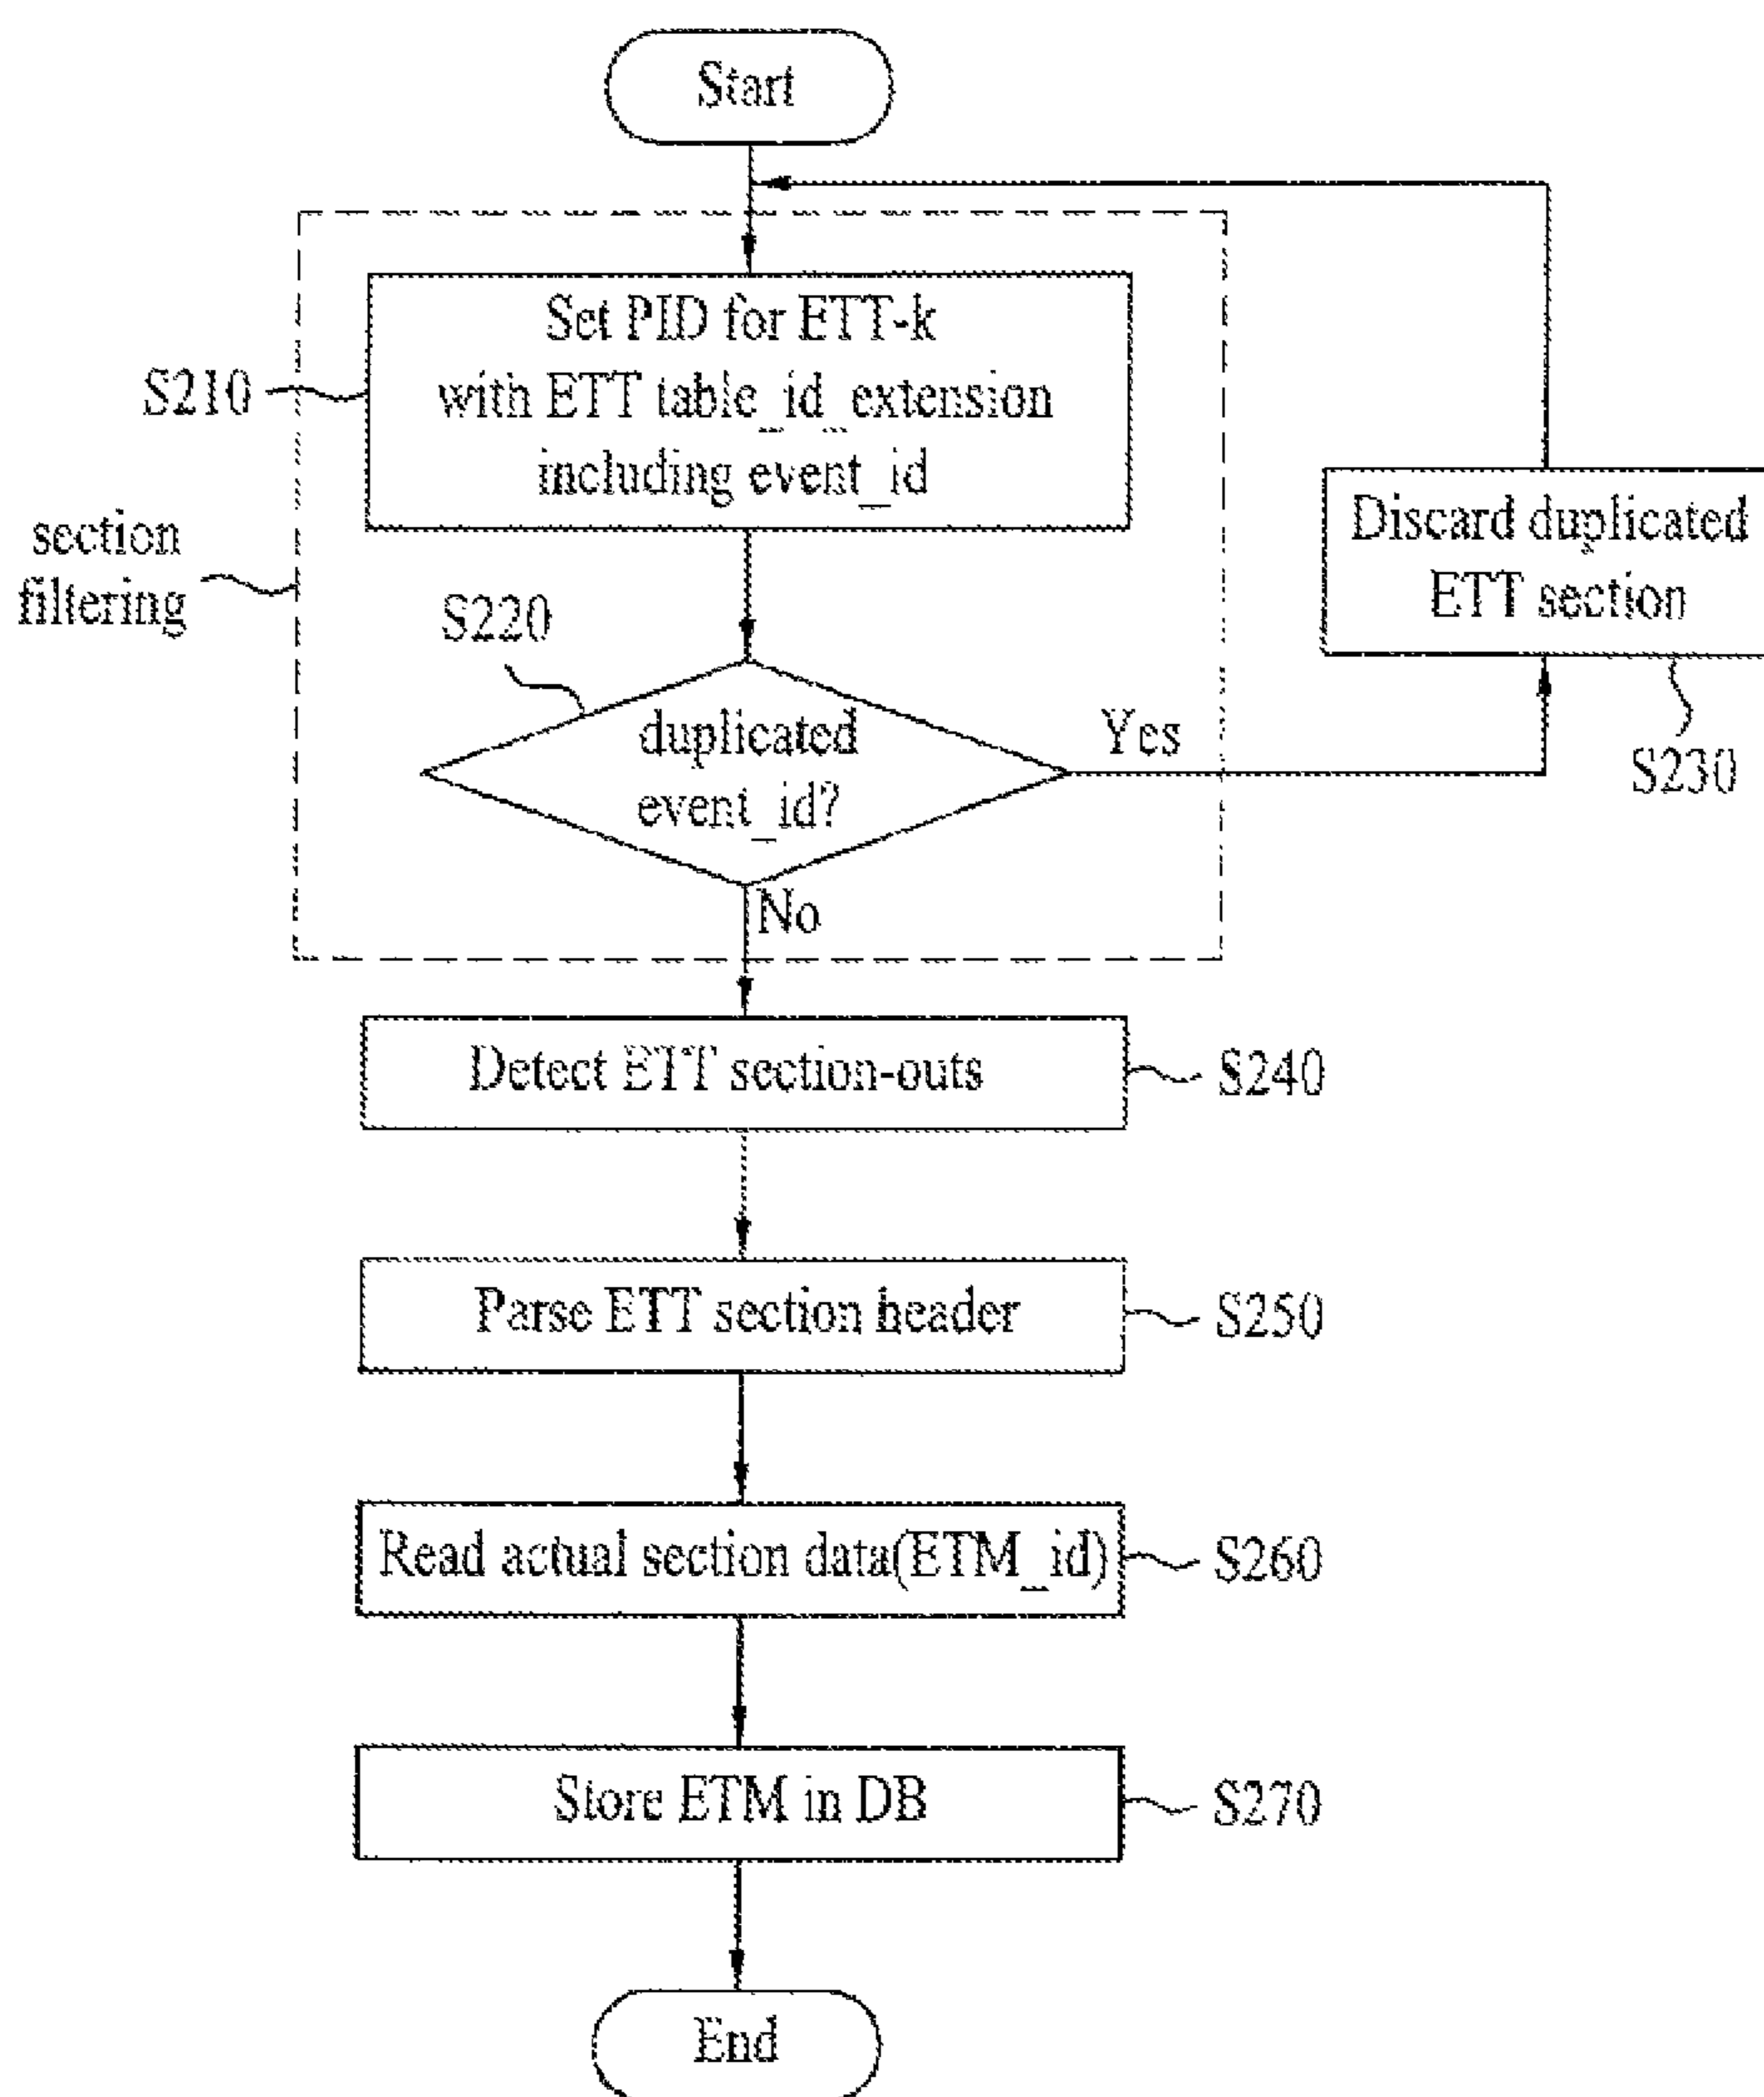 Start
Set PID for ETT-k
with ETT table_id_extension
including event_id
S210
section
filtering
Discard duplicated
ETT section
S230
S220
duplicated
event_id?
Yes
No
Detect ETT section-outs
S240
Parse ETT section header
S250
Read actual section data(ETM_id)
S260
Store ETM in DB
S270
End